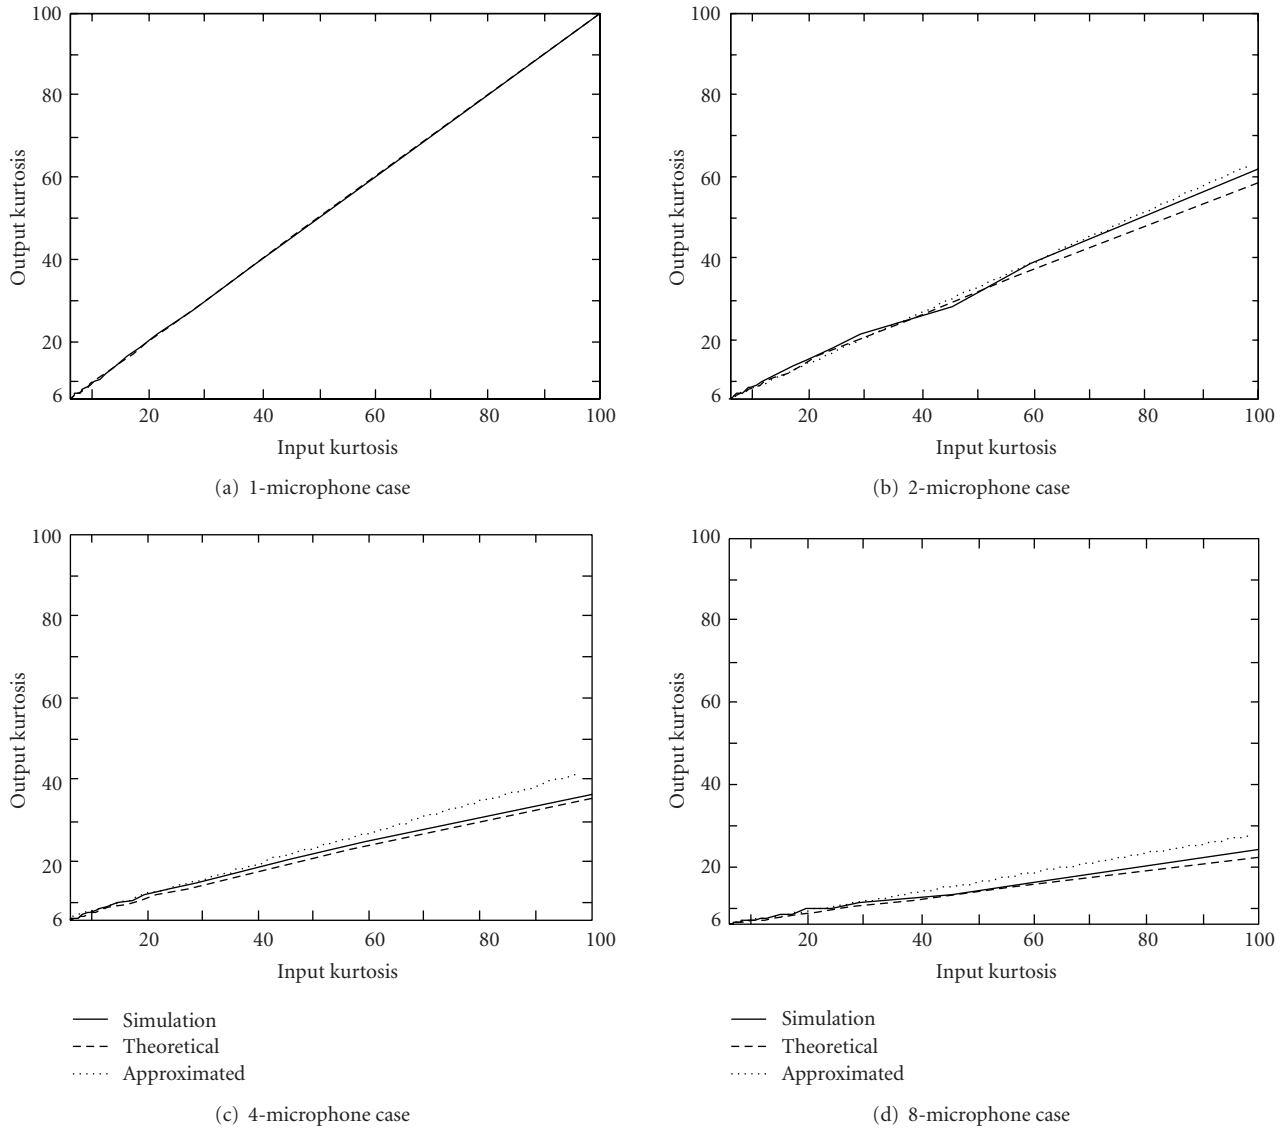 100
80
60
40
20
6
Output kurtosis
20 40 60 80 100
Input kurtosis
(a) 1-microphone case
100
80
60
40
20
6
Output kurtosis
20 40 60 80 100
Input kurtosis
(b) 2-microphone case
100
80
60
40
20
6
Output kurtosis
20 40 60 80 100
Input kurtosis
Simulation
Theoretical
Approximated
(c) 4-microphone case
100
80
60
40
20
6
Output kurtosis
20 40 60 80 100
Input kurtosis
Simulation
Theoretical
Approximated
(d) 8-microphone case